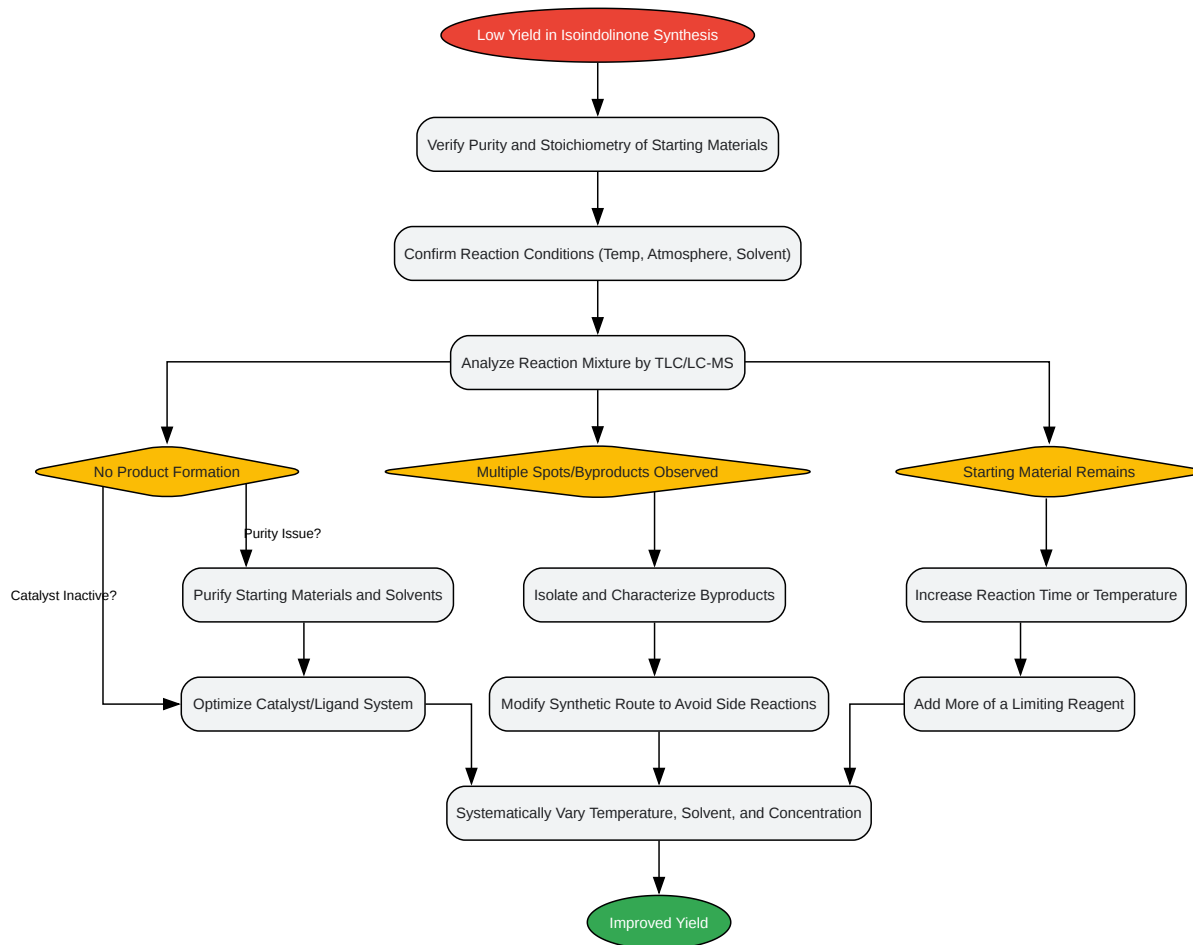 Low Yield in Isoindolinone Synthesis
Verify Purity and Stoichiometry of Starting Materials
Confirm Reaction Conditions (Temp, Atmosphere, Solvent)
Analyze Reaction Mixture by TLC/LC-MS
No Product Formation
Multiple Spots/Byproducts Observed
Starting Material Remains
Purity Issue?
Catalyst Inactive?
Purify Starting Materials and Solvents
Isolate and Characterize Byproducts
Increase Reaction Time or Temperature
Optimize Catalyst/Ligand System
Modify Synthetic Route to Avoid Side Reactions
Add More of a Limiting Reagent
Systematically Vary Temperature, Solvent, and Concentration
Improved Yield